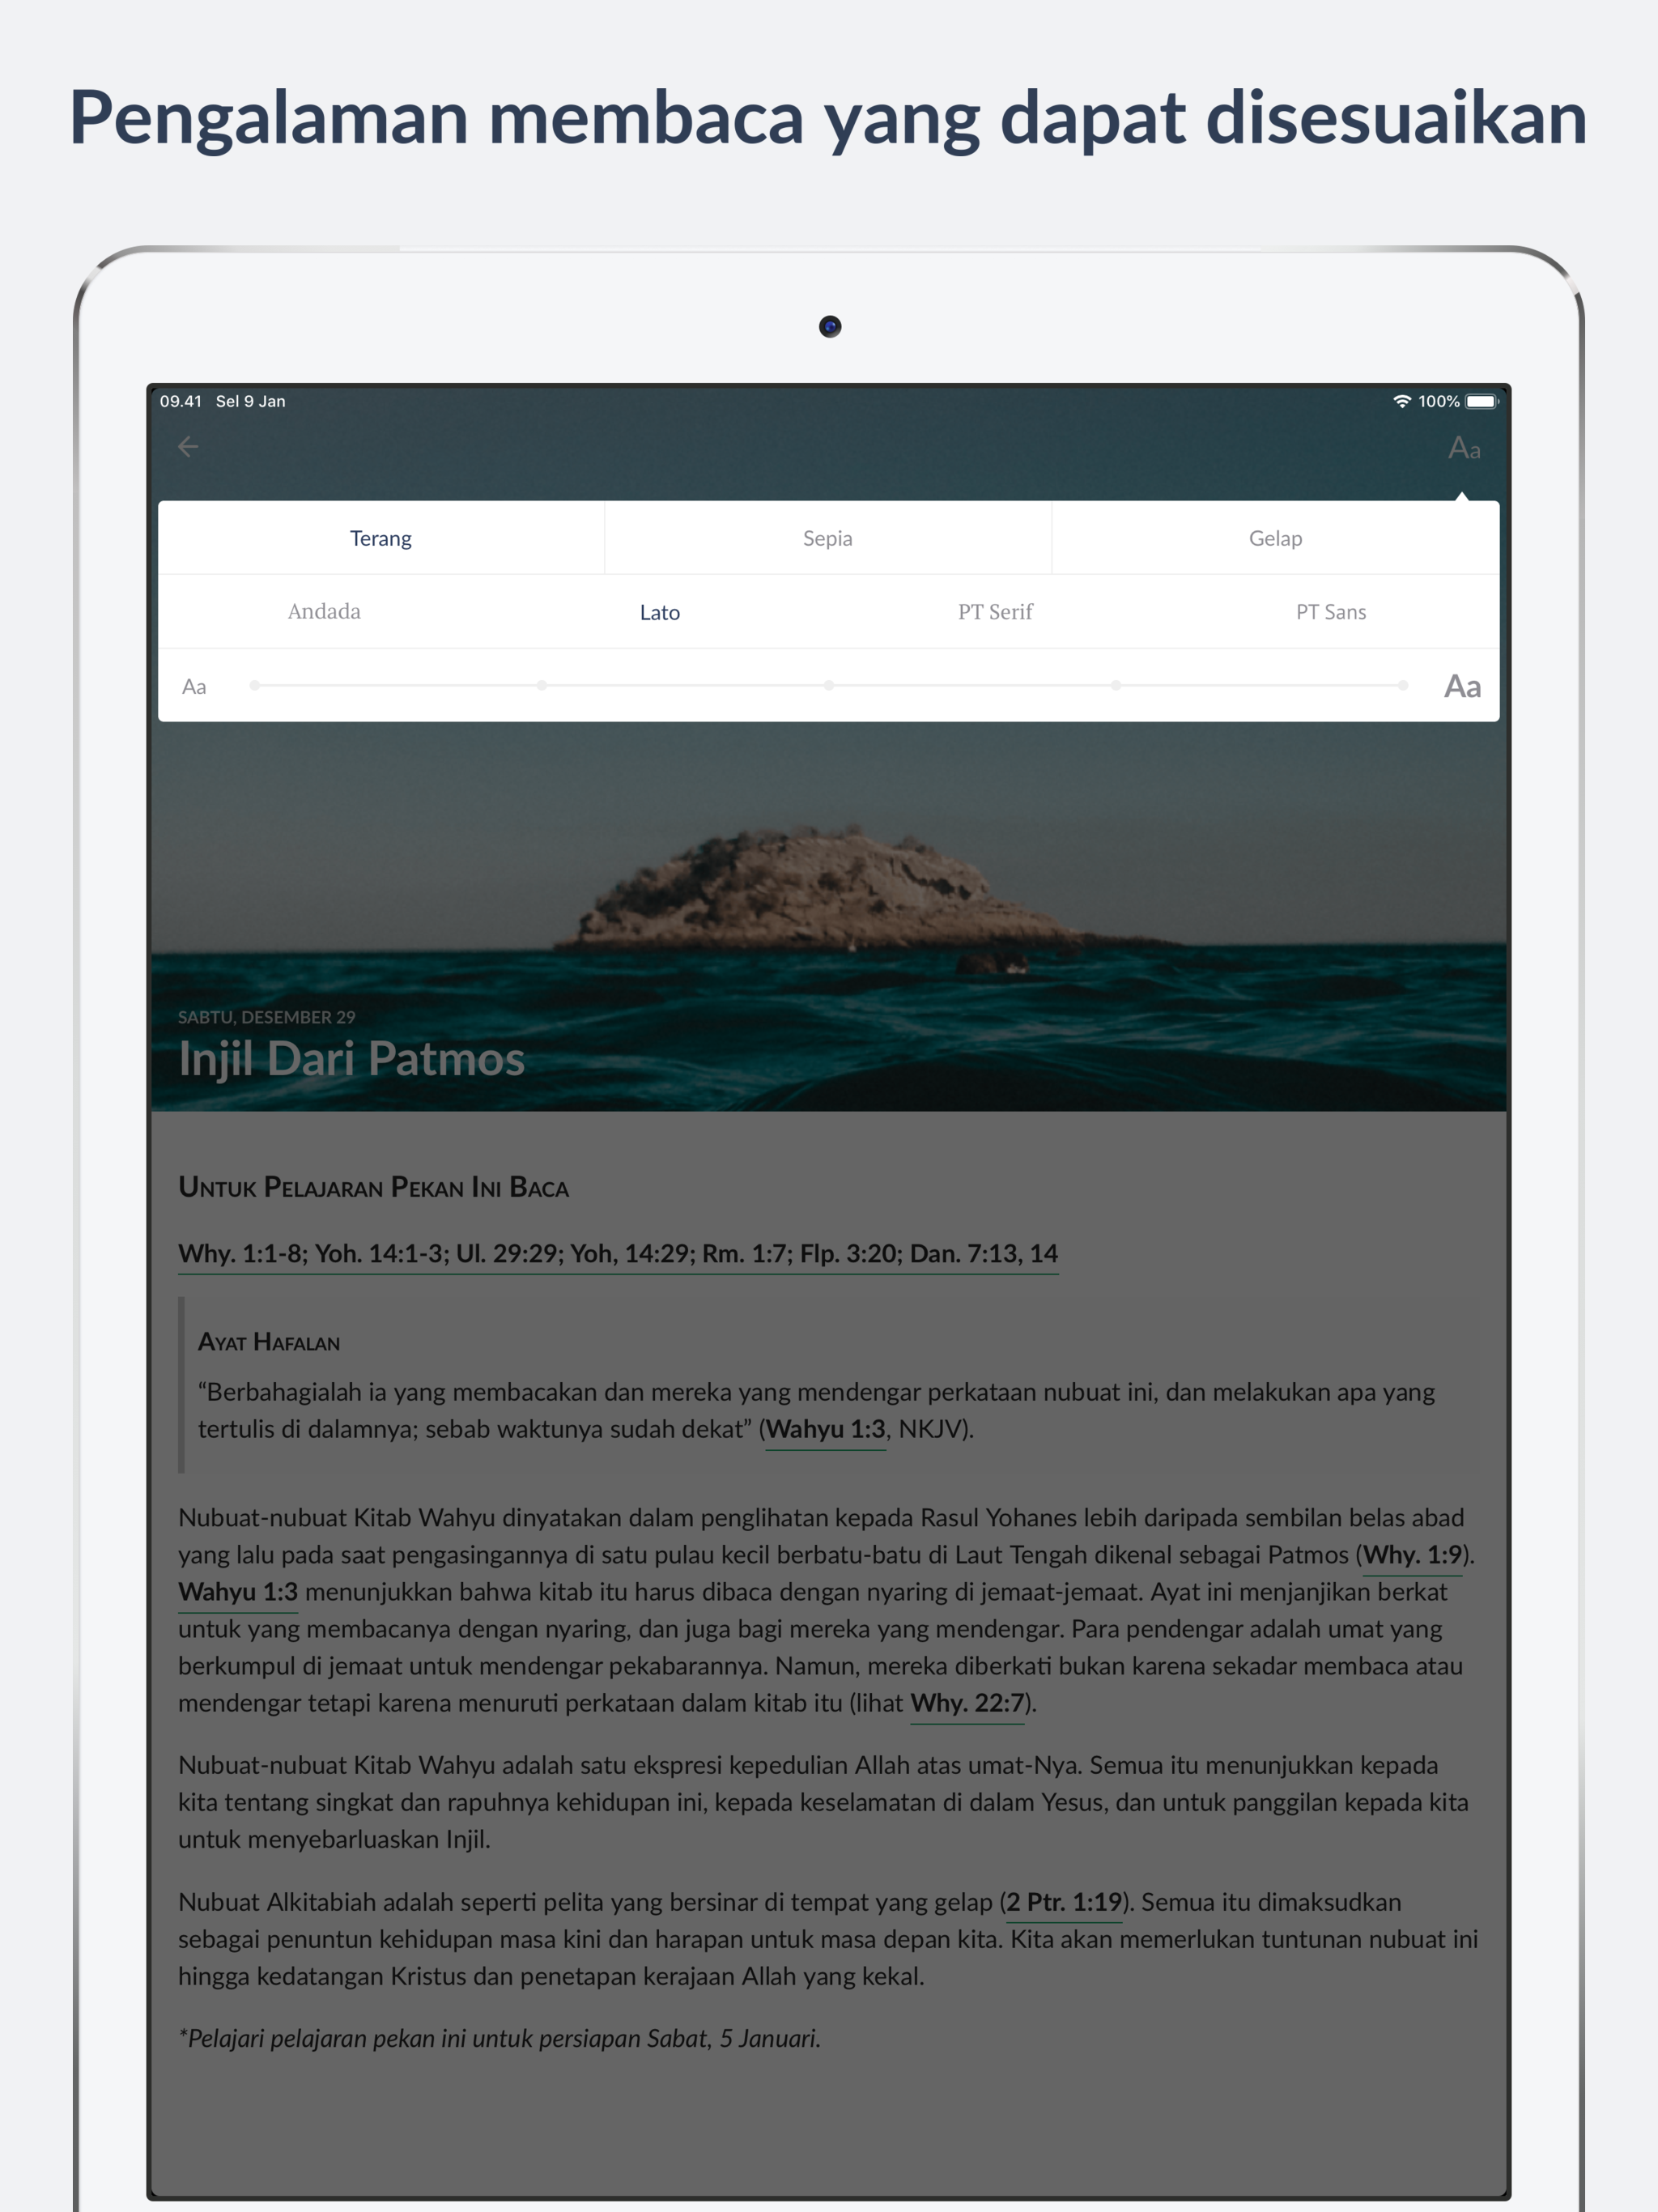 Pengalaman membaca yang dapat disesuaikan
09.41 Sel 9 Jan 100%
Aa
Terang Sepia Gelap
Andada Lato PT Serif PT Sans
Aa Aa
SABTU, DESEMBER 29
Injil Dari Patmos
Untuk Pelajaran Pekan Ini Baca
Why. 1:1-8; Yoh. 14:1-3; Ul. 29:29; Yoh, 14:29; Rm. 1:7; Flp. 3:20; Dan. 7:13, 14
Ayat Hafalan
“Berbahagialah ia yang membacakan dan mereka yang mendengar perkataan nubuat ini, dan melakukan apa yang
tertulis di dalamnya; sebab waktunya sudah dekat” (Wahyu 1:3, NKJV).
Nubuat-nubuat Kitab Wahyu dinyatakan dalam penglihatan kepada Rasul Yohanes lebih daripada sembilan belas abad
yang lalu pada saat pengasingannya di satu pulau kecil berbatu-batu di Laut Tengah dikenal sebagai Patmos (Why. 1:9).
Wahyu 1:3 menunjukkan bahwa kitab itu harus dibaca dengan nyaring di jemaat-jemaat. Ayat ini menjanjikan berkat
untuk yang membacanya dengan nyaring, dan juga bagi mereka yang mendengar. Para pendengar adalah umat yang
berkumpul di jemaat untuk mendengar pekabarannya. Namun, mereka diberkati bukan karena sekadar membaca atau
mendengar tetapi karena menuruti perkataan dalam kitab itu (lihat Why. 22:7).
Nubuat-nubuat Kitab Wahyu adalah satu ekspresi kepedulian Allah atas umat-Nya. Semua itu menunjukkan kepada
kita tentang singkat dan rapuhnya kehidupan ini, kepada keselamatan di dalam Yesus, dan untuk panggilan kepada kita
untuk menyebarluaskan Injil.
Nubuat Alkitabiah adalah seperti pelita yang bersinar di tempat yang gelap (2 Ptr. 1:19). Semua itu dimaksudkan
sebagai penuntun kehidupan masa kini dan harapan untuk masa depan kita. Kita akan memerlukan tuntunan nubuat ini
hingga kedatangan Kristus dan penetapan kerajaan Allah yang kekal.
*Pelajari pelajaran pekan ini untuk persiapan Sabat, 5 Januari.